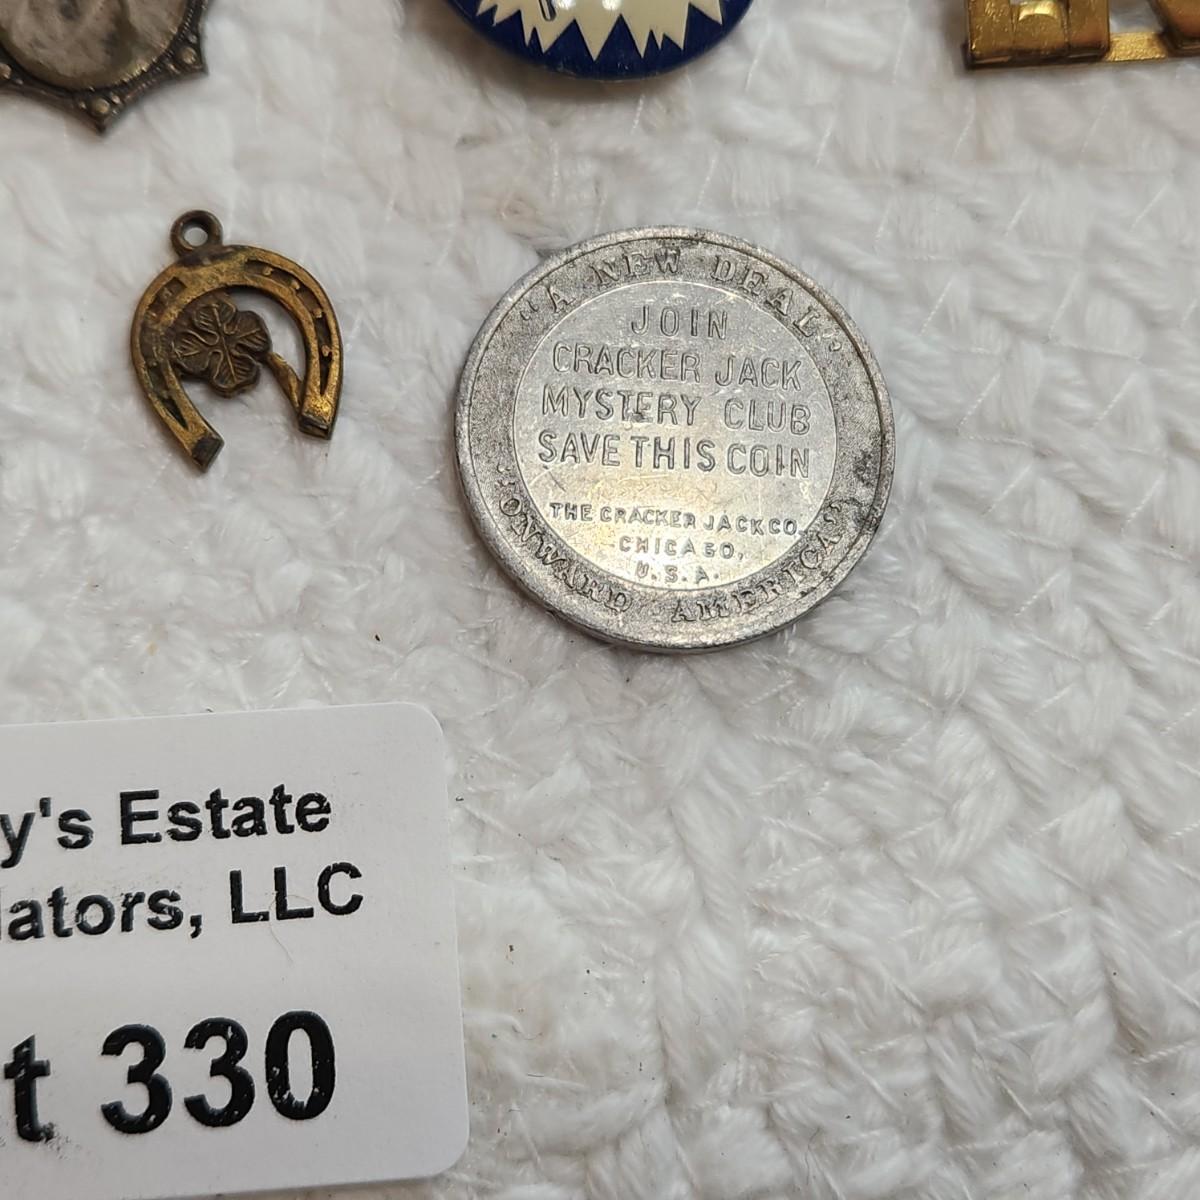 "A NEW DEAL"
JOIN
CRACKER JACK
MYSTERY CLUB
SAVE THIS COIN
THE CRACKER JACK CO.
CHICAGO,
U.S.A.
"ONWARD AMERICA"
y's Estate
lators, LLC
t 330